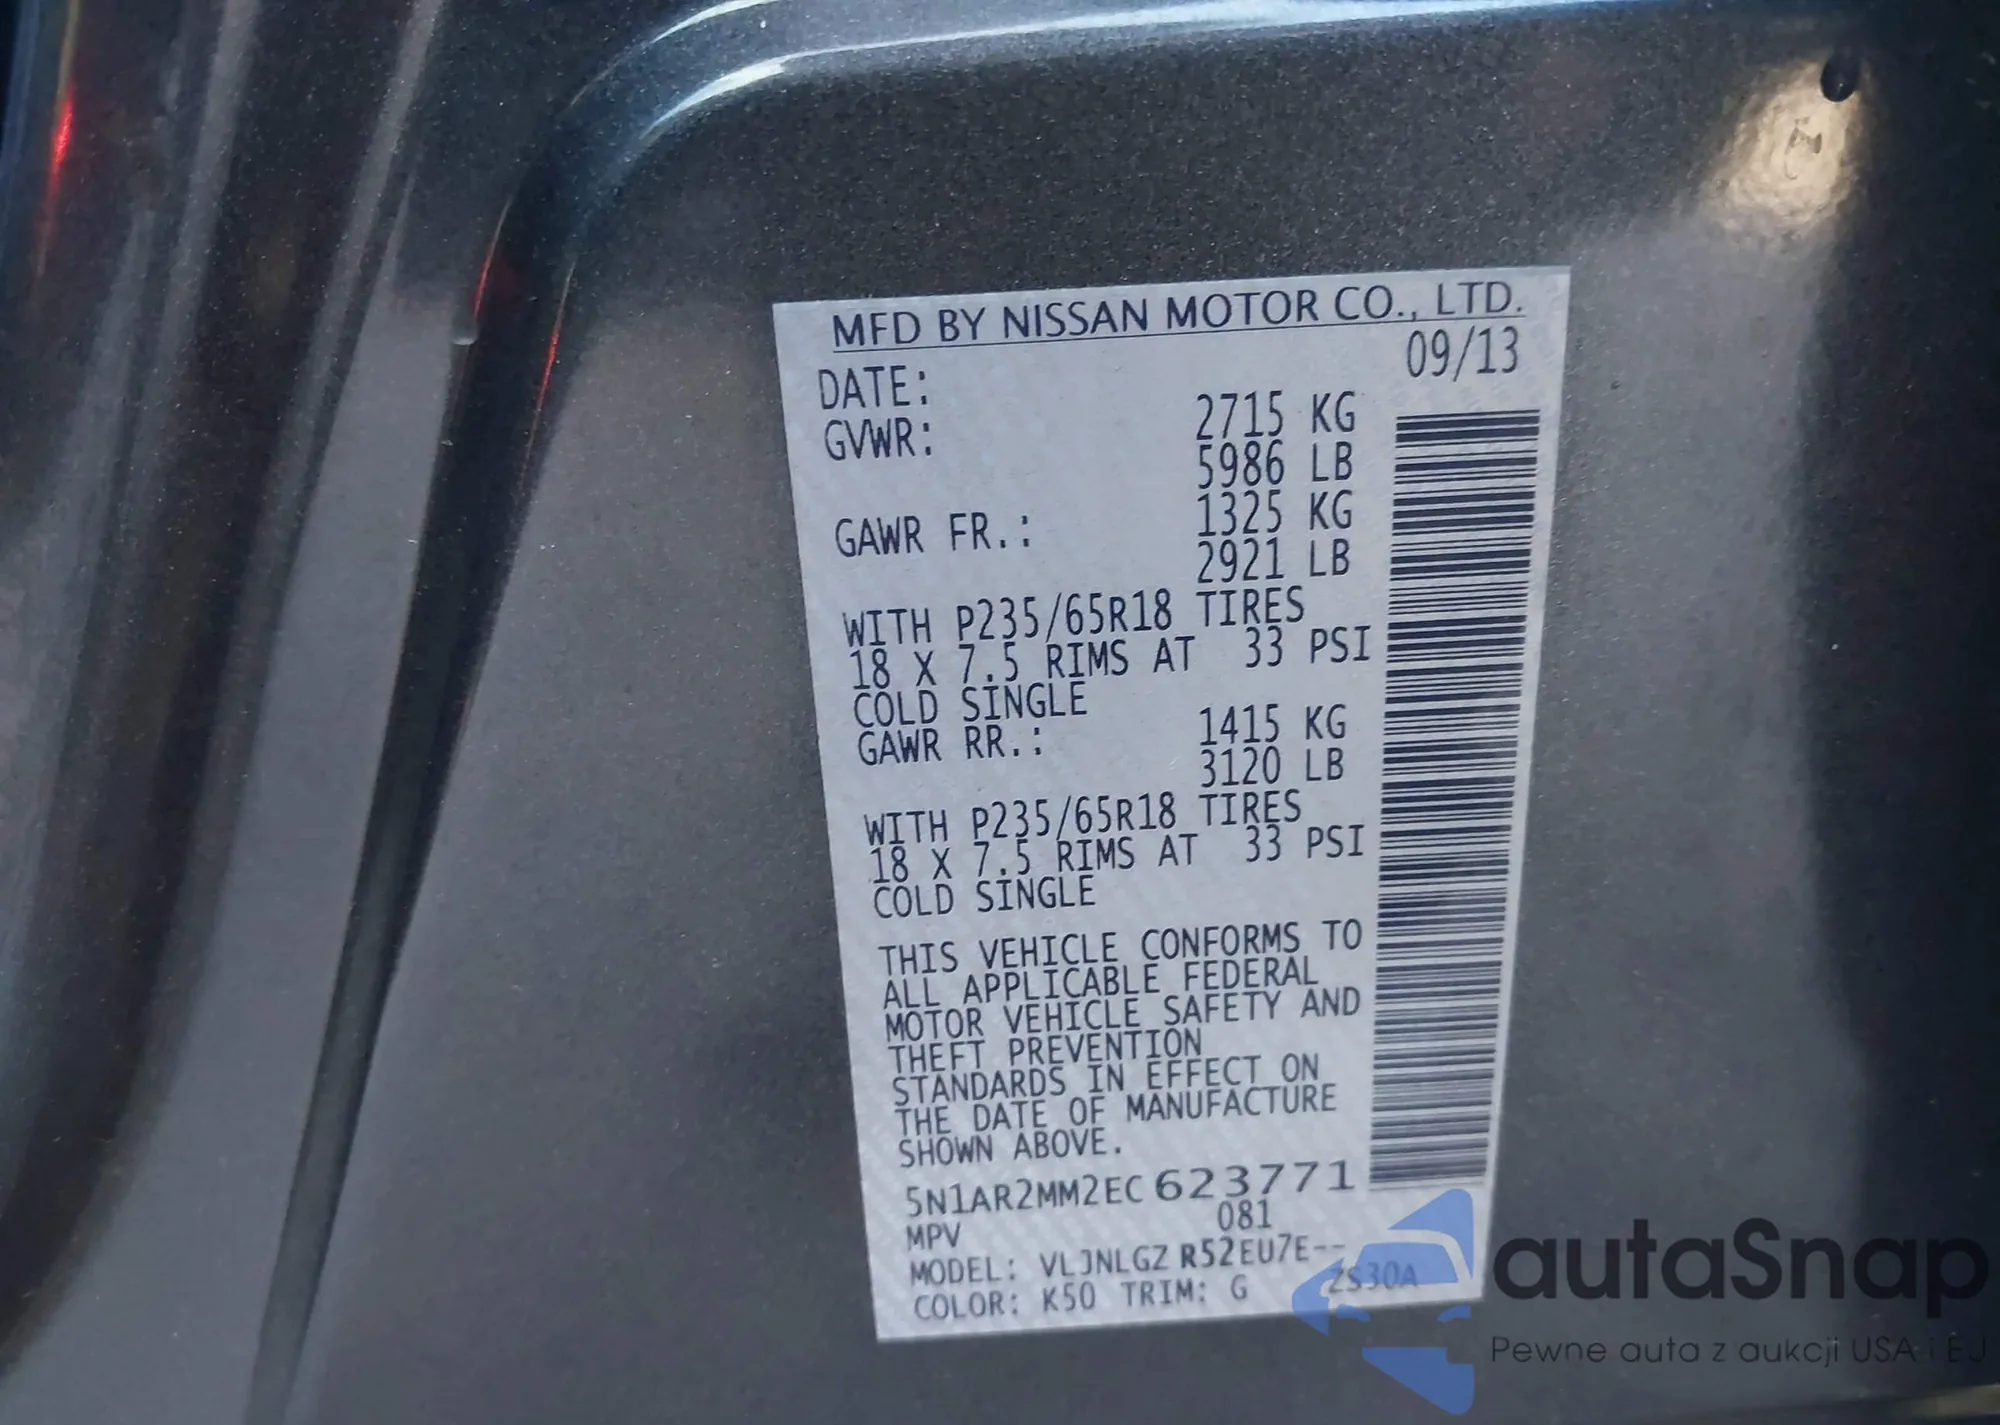 MFD BY NISSAN MOTOR CO., LTD.
DATE: 09/13
GVWR: 2715 KG
5986 LB
GAWR FR.: 1325 KG
2921 LB
WITH P235/65R18 TIRES
18 X 7.5 RIMS AT 33 PSI
COLD SINGLE
GAWR RR.: 1415 KG
3120 LB
WITH P235/65R18 TIRES
18 X 7.5 RIMS AT 33 PSI
COLD SINGLE
THIS VEHICLE CONFORMS TO
ALL APPLICABLE FEDERAL
MOTOR VEHICLE SAFETY AND
THEFT PREVENTION
STANDARDS IN EFFECT ON
THE DATE OF MANUFACTURE
SHOWN ABOVE.
5N1AR2MM2EC623771
MPV 081
MODEL: VLJNLGZ R52EU7E--
COLOR: K50 TRIM: G ZS30A
autoSnap
Pewne auta z aukcji USA i EJ